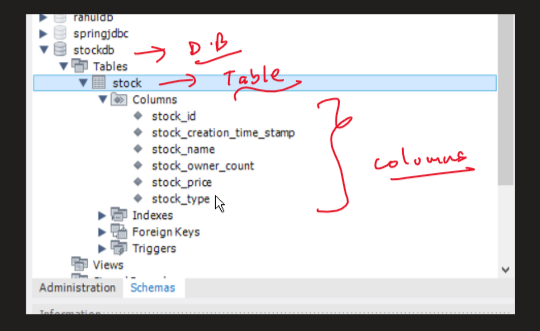 rahuldb
springjdbc
stockdb D.B
Tables
stock Table
Columns
stock_id
stock_creation_time_stamp
stock_name
stock_owner_count columns
stock_price
stock_type
Indexes
Foreign Keys
Triggers
Views
Administration Schemas
Information